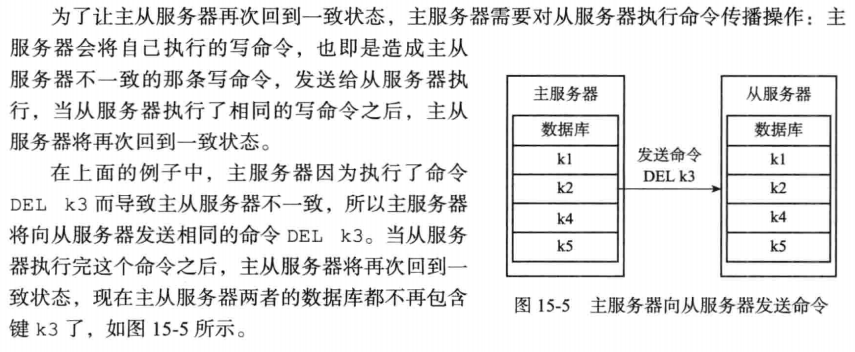 为了让主从服务器再次回到一致状态，主服务器需要对从服务器执行命令传播操作：主
服务器会将自己执行的写命令，也即是造成主从
服务器不一致的那条写命令，发送给从服务器执
行，当从服务器执行了相同的写命令之后，主从
服务器将再次回到一致状态。
在上面的例子中，主服务器因为执行了命令
DEL k3 而导致主从服务器不一致，所以主服务器
将向从服务器发送相同的命令 DEL k3。当从服务
器执行完这个命令之后，主从服务器将再次回到一
致状态，现在主从服务器两者的数据库都不再包含
键 k3 了，如图 15-5 所示。
主服务器
数据库
k1
k2
k4
k5
发送命令
DEL k3
从服务器
数据库
k1
k2
k4
k5
图 15-5 主服务器向从服务器发送命令